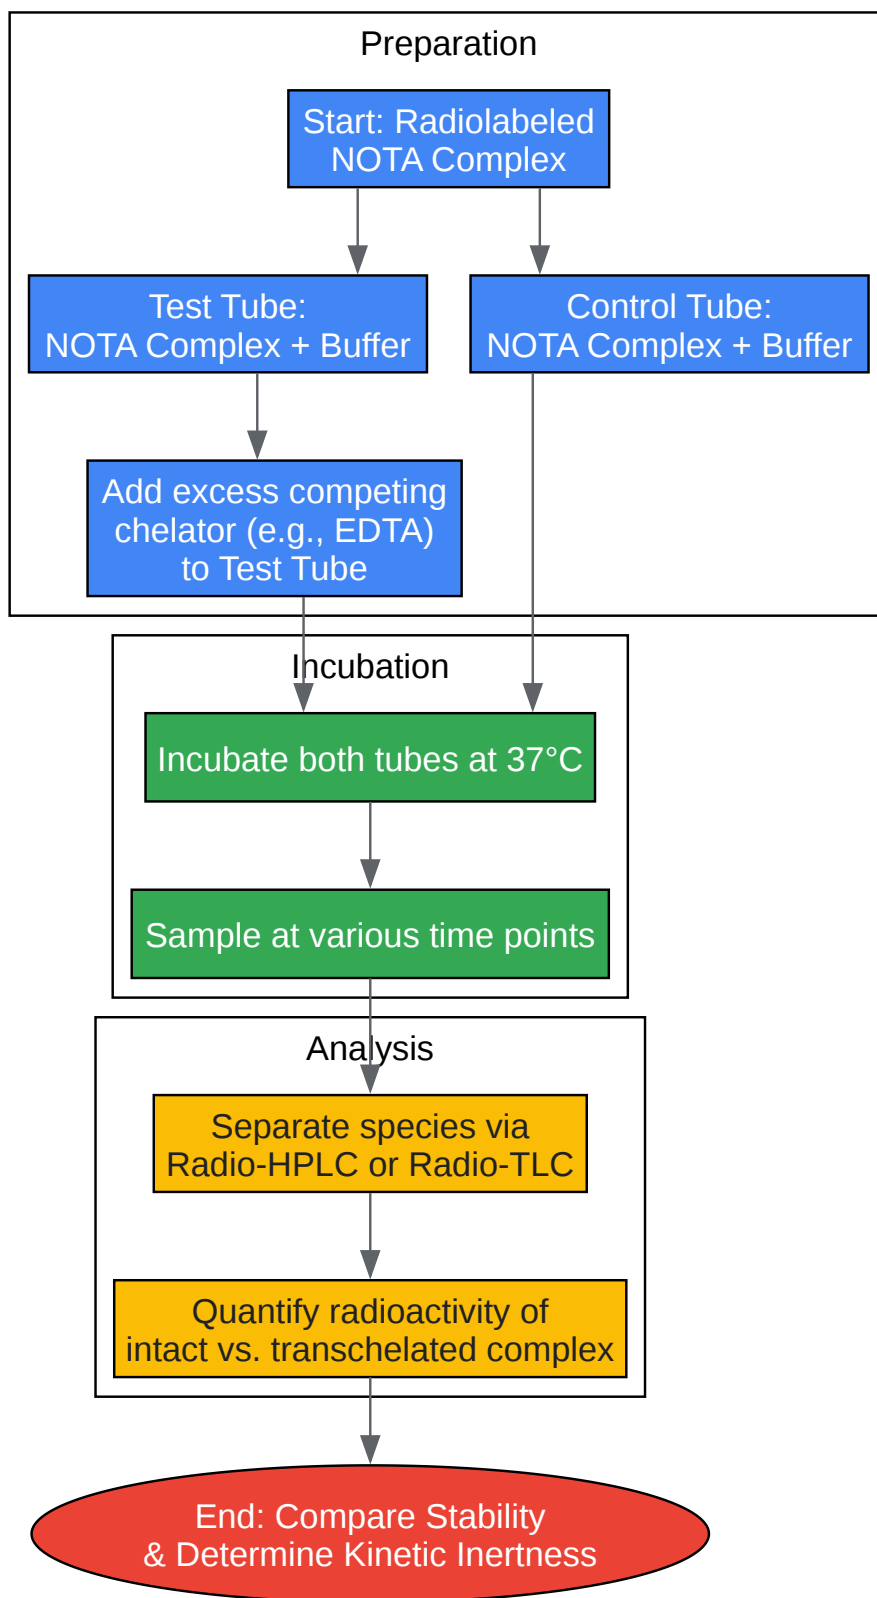 Preparation
Start: Radiolabeled
NOTA Complex
Test Tube:
NOTA Complex + Buffer
Control Tube:
NOTA Complex + Buffer
Add excess competing
chelator (e.g., EDTA)
to Test Tube
Incubation
Incubate both tubes at 37°C
Sample at various time points
Analysis
Separate species via
Radio-HPLC or Radio-TLC
Quantify radioactivity of
intact vs. transchelated complex
End: Compare Stability
& Determine Kinetic Inertness